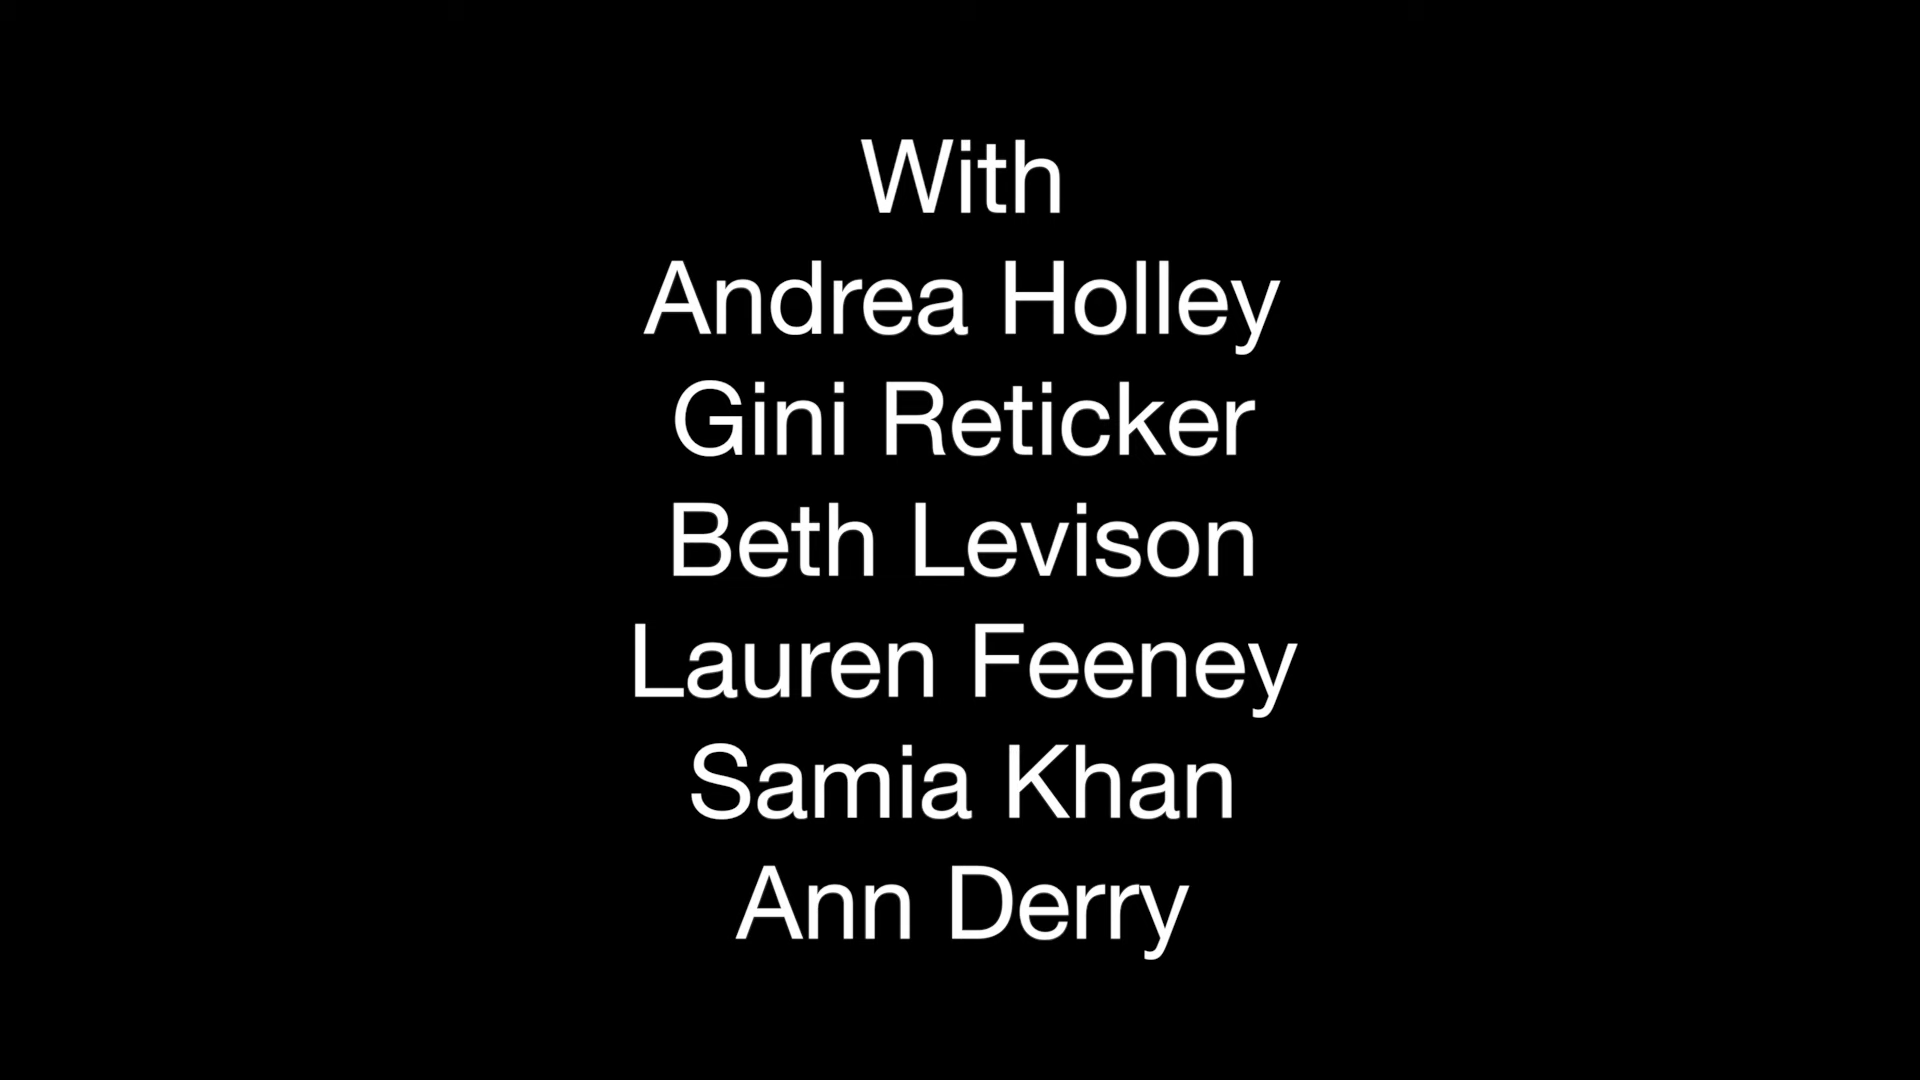 With
Andrea Holley
Gini Reticker
Beth Levison
Lauren Feeney
Samia Khan
Ann Derry